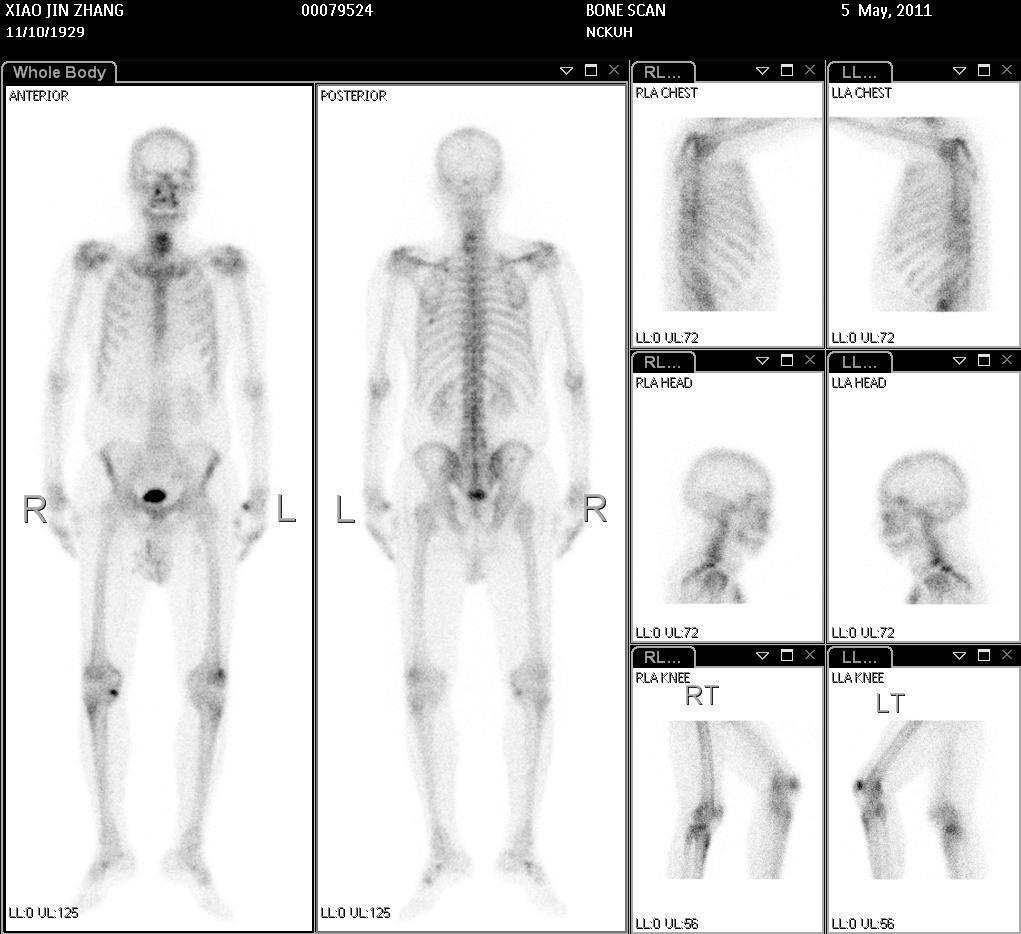 XIAO JIN ZHANG 00079524 BONE SCAN 5 May, 2011
11/10/1929 NCKUH
Whole Body
ANTERIOR
POSTERIOR
LL:0 UL:125
LL:0 UL:125
R
L
L
R
RL...
RLA CHEST
LL:0 UL:72
LL...
LLA CHEST
LL:0 UL:72
RL...
RLA HEAD
LL:0 UL:72
LL...
LLA HEAD
LL:0 UL:72
RL...
RLA KNEE
RT
LL:0 UL:56
LL...
LLA KNEE
LT
LL:0 UL:56